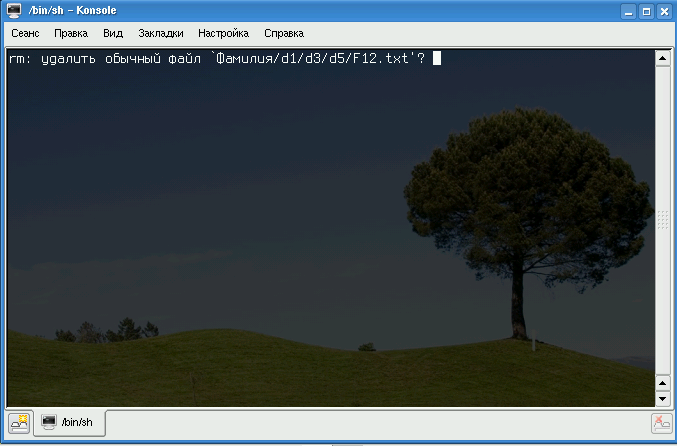 /bin/sh – Konsole
Сеанс Правка Вид Закладки Настройка Справка
rm: удалить обычный файл `Фамилия/d1/d3/d5/F12.txt'?
/bin/sh